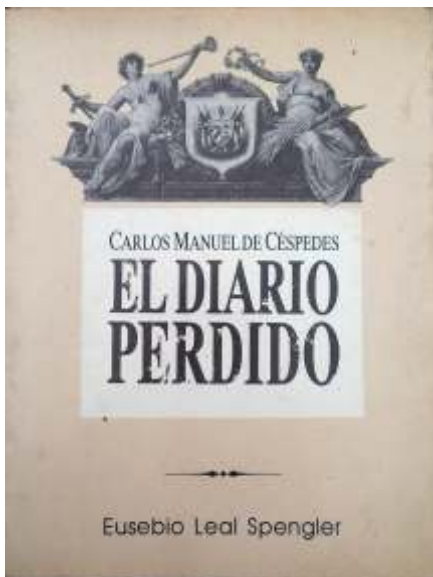 CARLOS MANUEL DE CÉSPEDES
EL DIARIO
PERDIDO
Eusebio Leal Spengler